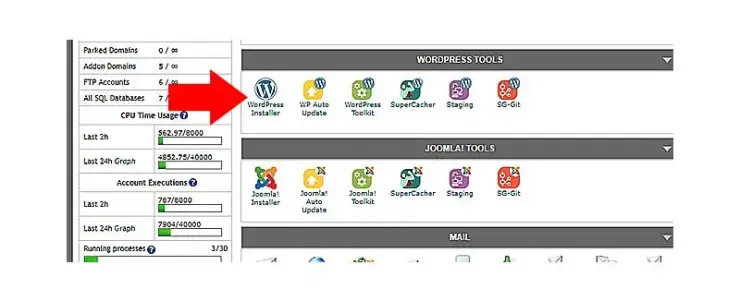 Parked Domains 0 / ∞
Addon Domains 5 / ∞
FTP Accounts 6 / ∞
All SQL Databases 7 /
CPU Time Usage
Last 2h 562.97/8000
Last 24h Graph 4852.75/40000
Account Executions
Last 2h 787/8000
Last 24h Graph 7904/40000
Running processes 3/30
WORDPRESS TOOLS
WordPress Installer
WP Auto Update
WordPress Toolkit
SuperCacher
Staging
SG-Git
JOOMLA! TOOLS
Joomla! Installer
Joomla! Auto Update
Joomla! Toolkit
SuperCacher
Staging
SG-Git
MAIL